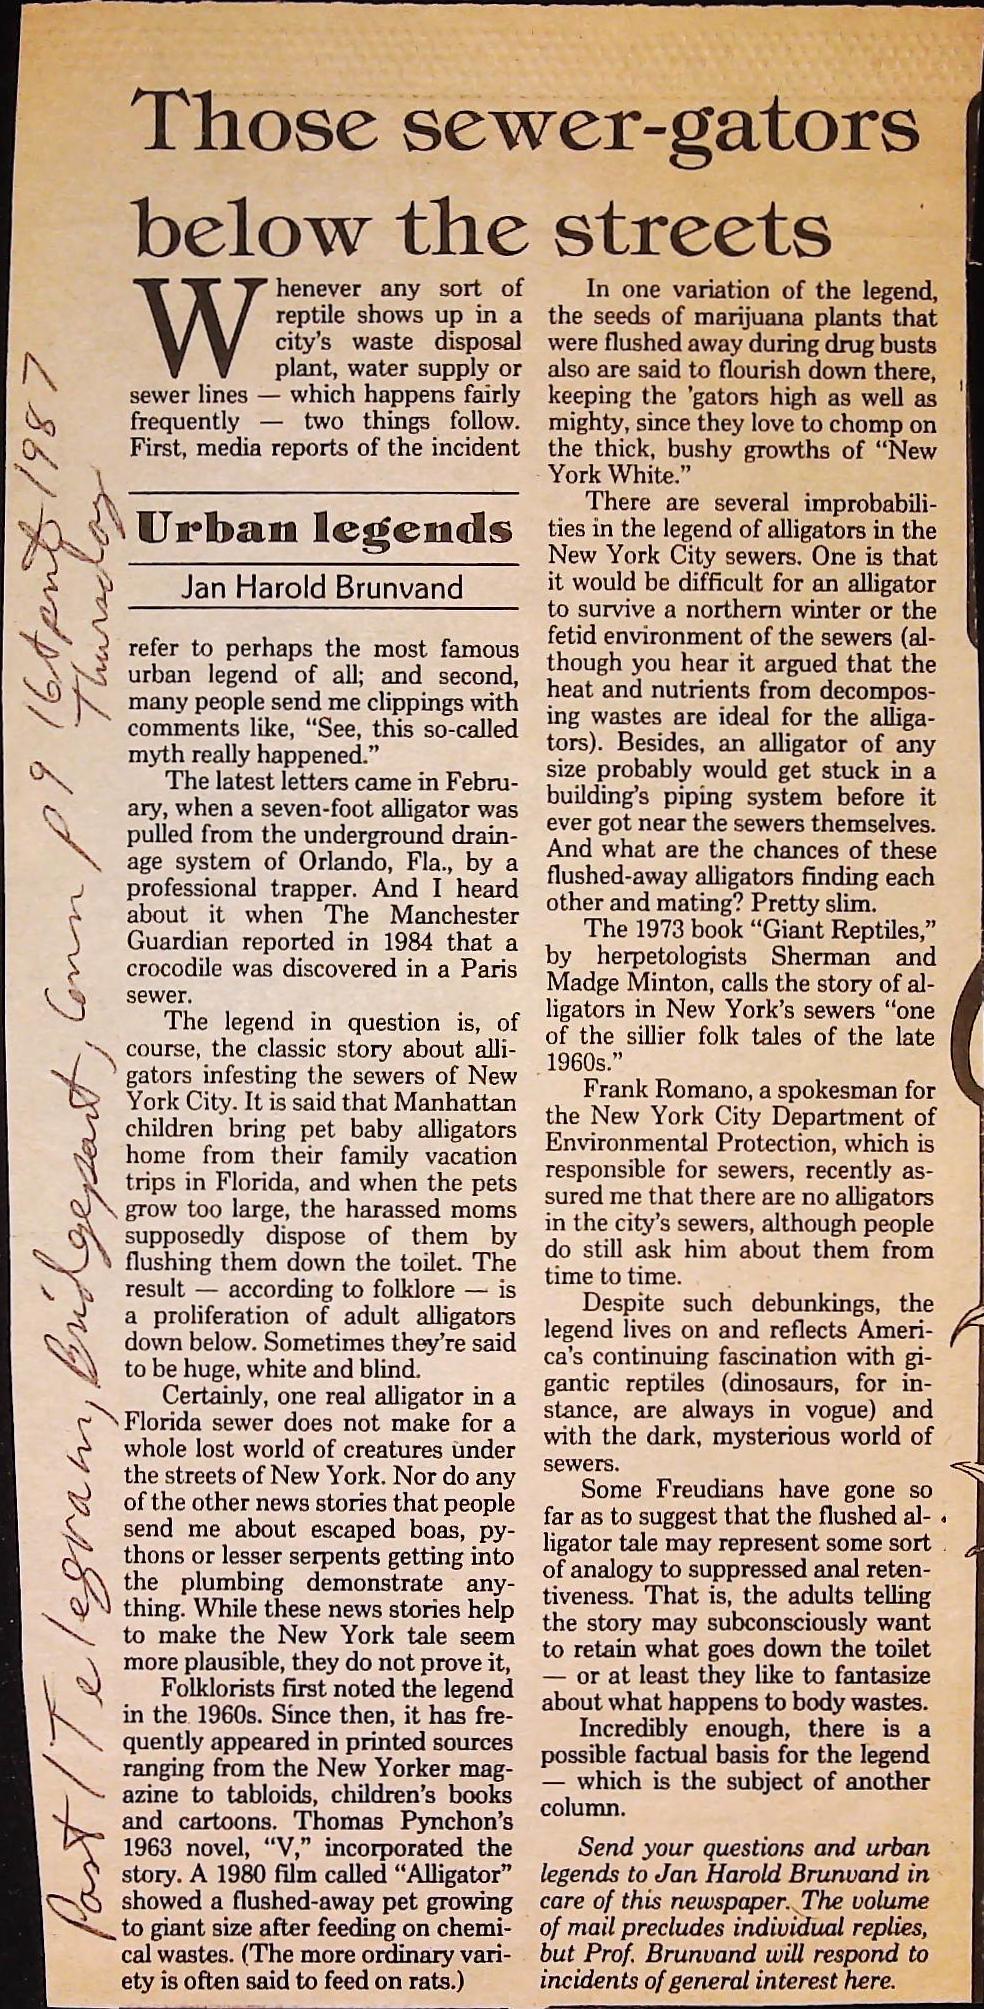 Those sewer-gators
below the streets
Whenever any sort of
reptile shows up in a
city's waste disposal
plant, water supply or
sewer lines — which happens fairly
frequently — two things follow.
First, media reports of the incident
Urban legends
Jan Harold Brunvand
refer to perhaps the most famous
urban legend of all; and second,
many people send me clippings with
comments like, “See, this so-called
myth really happened.”
The latest letters came in Febru-
ary, when a seven-foot alligator was
pulled from the underground drain-
age system of Orlando, Fla., by a
professional trapper. And I heard
about it when The Manchester
Guardian reported in 1984 that a
crocodile was discovered in a Paris
sewer.
The legend in question is, of
course, the classic story about alli-
gators infesting the sewers of New
York City. It is said that Manhattan
children bring pet baby alligators
home from their family vacation
trips in Florida, and when the pets
grow too large, the harassed moms
supposedly dispose of them by
flushing them down the toilet. The
result — according to folklore — is
a proliferation of adult alligators
down below. Sometimes they're said
to be huge, white and blind.
Certainly, one real alligator in a
Florida sewer does not make for a
whole lost world of creatures under
the streets of New York. Nor do any
of the other news stories that people
send me about escaped boas, py-
thons or lesser serpents getting into
the plumbing demonstrate any-
thing. While these news stories help
to make the New York tale seem
more plausible, they do not prove it,
Folklorists first noted the legend
in the 1960s. Since then, it has fre-
quently appeared in printed sources
ranging from the New Yorker mag-
azine to tabloids, children's books
and cartoons. Thomas Pynchon's
1963 novel, “V,” incorporated the
story. A 1980 film called “Alligator”
showed a flushed-away pet growing
to giant size after feeding on chemi-
cal wastes. (The more ordinary vari-
ety is often said to feed on rats.)
In one variation of the legend,
the seeds of marijuana plants that
were flushed away during drug busts
also are said to flourish down there,
keeping the 'gators high as well as
mighty, since they love to chomp on
the thick, bushy growths of “New
York White.”
There are several improbabili-
ties in the legend of alligators in the
New York City sewers. One is that
it would be difficult for an alligator
to survive a northern winter or the
fetid environment of the sewers (al-
though you hear it argued that the
heat and nutrients from decompos-
ing wastes are ideal for the alliga-
tors). Besides, an alligator of any
size probably would get stuck in a
building's piping system before it
ever got near the sewers themselves.
And what are the chances of these
flushed-away alligators finding each
other and mating? Pretty slim.
The 1973 book “Giant Reptiles,”
by herpetologists Sherman and
Madge Minton, calls the story of al-
ligators in New York's sewers “one
of the sillier folk tales of the late
1960s.”
Frank Romano, a spokesman for
the New York City Department of
Environmental Protection, which is
responsible for sewers, recently as-
sured me that there are no alligators
in the city's sewers, although people
do still ask him about them from
time to time.
Despite such debunkings, the
legend lives on and reflects Ameri-
ca's continuing fascination with gi-
gantic reptiles (dinosaurs, for in-
stance, are always in vogue) and
with the dark, mysterious world of
sewers.
Some Freudians have gone so
far as to suggest that the flushed al-
ligator tale may represent some sort
of analogy to suppressed anal reten-
tiveness. That is, the adults telling
the story may subconsciously want
to retain what goes down the toilet
— or at least they like to fantasize
about what happens to body wastes.
Incredibly enough, there is a
possible factual basis for the legend
— which is the subject of another
column.
Send your questions and urban
legends to Jan Harold Brunvand in
care of this newspaper. The volume
of mail precludes individual replies,
but Prof. Brunvand will respond to
incidents of general interest here.
Post/Telegram, Bridgeport, Conn p 9 16 April 1987
Thursday